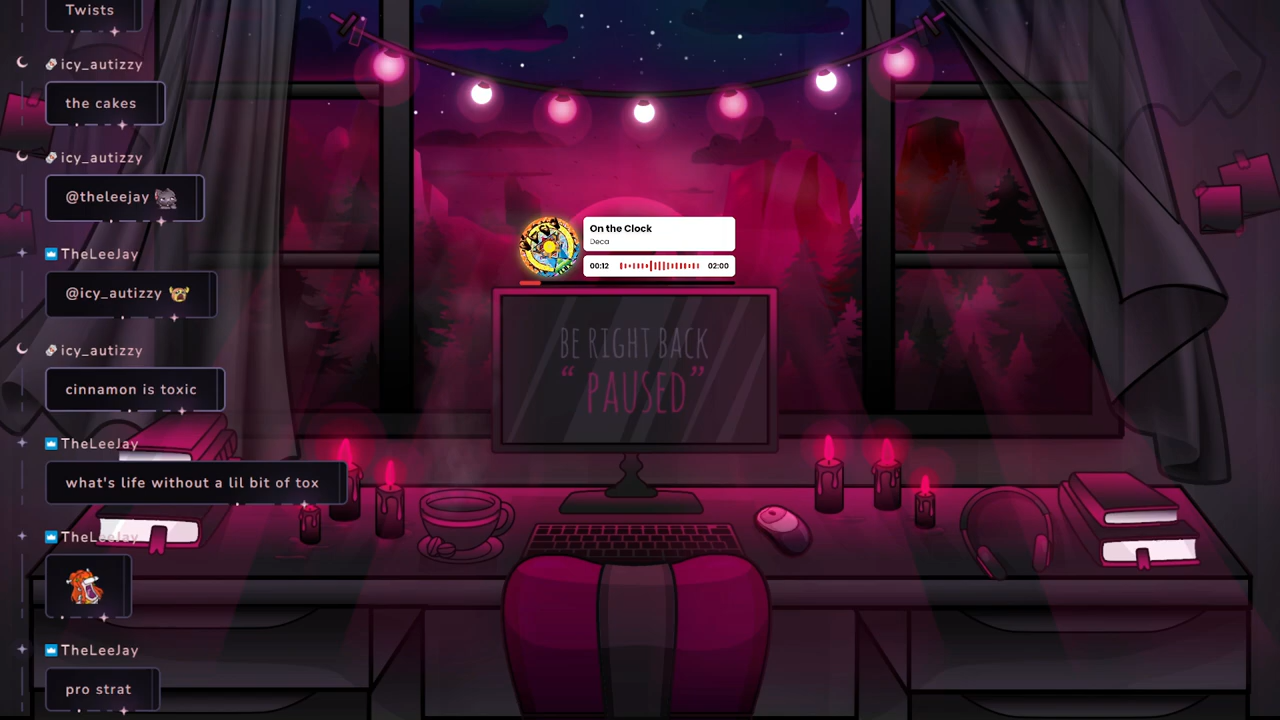 Twists
icy_autizzy
the cakes
icy_autizzy
@theleejay
TheLeeJay
@icy_autizzy
icy_autizzy
cinnamon is toxic
TheLeeJay
what's life without a lil bit of tox
TheLeeJay
TheLeeJay
pro strat
On the Clock
Deca
00:12
02:00
BE RIGHT BACK
“ PAUSED”